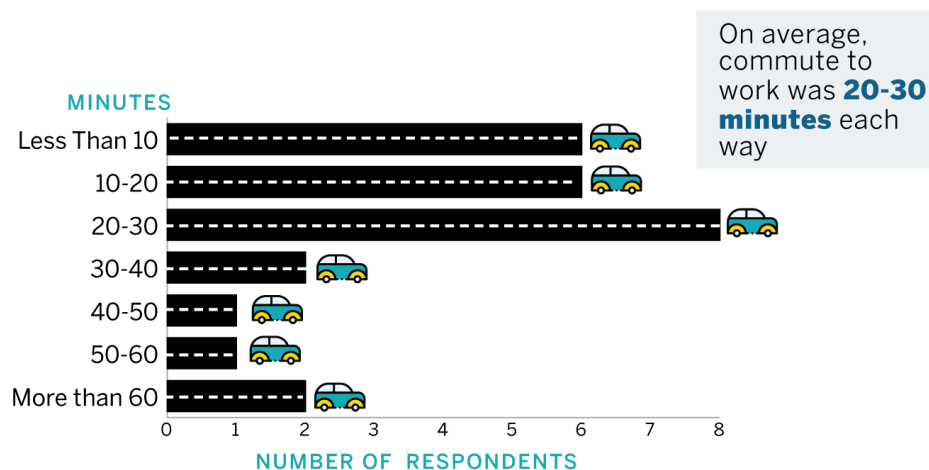 On average,
commute to
work was 20-30
minutes each
way
MINUTES
Less Than 10
10-20
20-30
30-40
40-50
50-60
More than 60
0 1 2 3 4 5 6 7 8
NUMBER OF RESPONDENTS